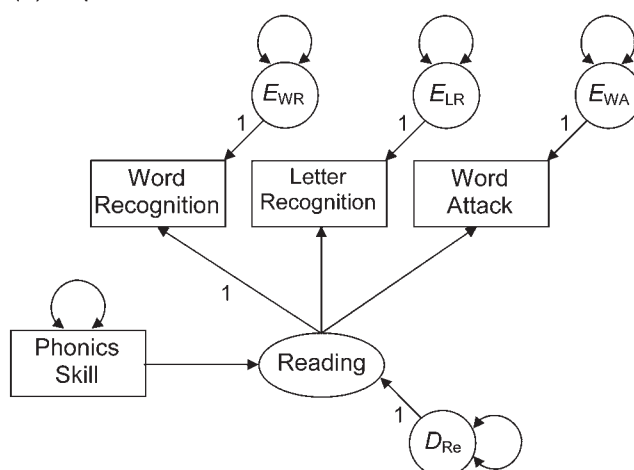 E_WR
E_LR
E_WA
1
1
1
Word
Recognition
Letter
Recognition
Word
Attack
1
Phonics
Skill
Reading
1
D_Re